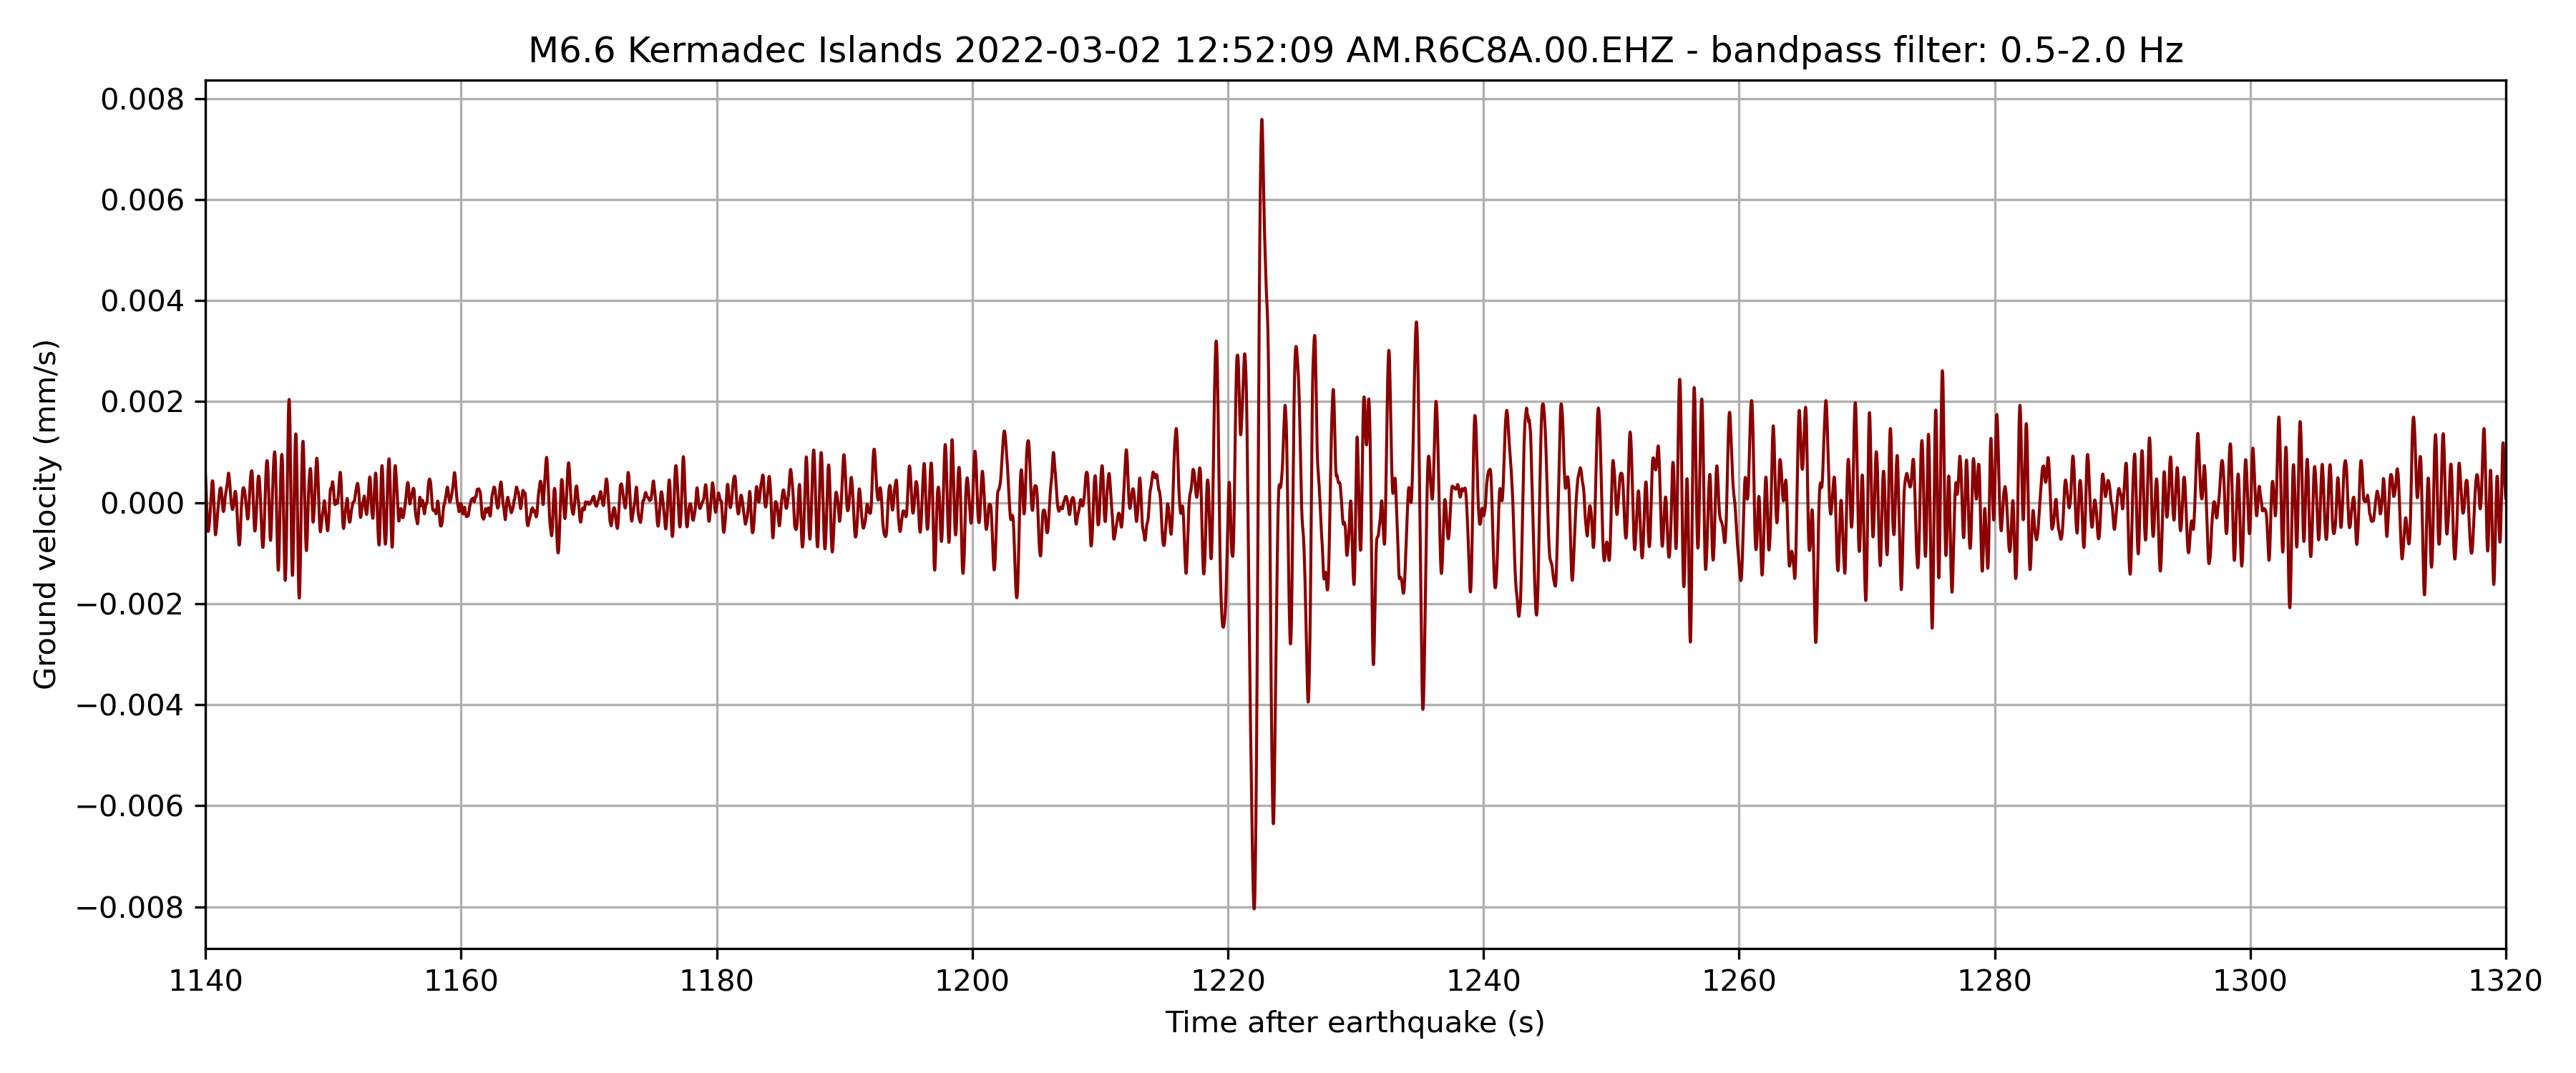 M6.6 Kermadec Islands 2022-03-02 12:52:09 AM.R6C8A.00.EHZ - bandpass filter: 0.5-2.0 Hz
0.008
0.006
0.004
0.002
0.000
−0.002
−0.004
−0.006
−0.008
Ground velocity (mm/s)
1140 1160 1180 1200 1220 1240 1260 1280 1300 1320
Time after earthquake (s)